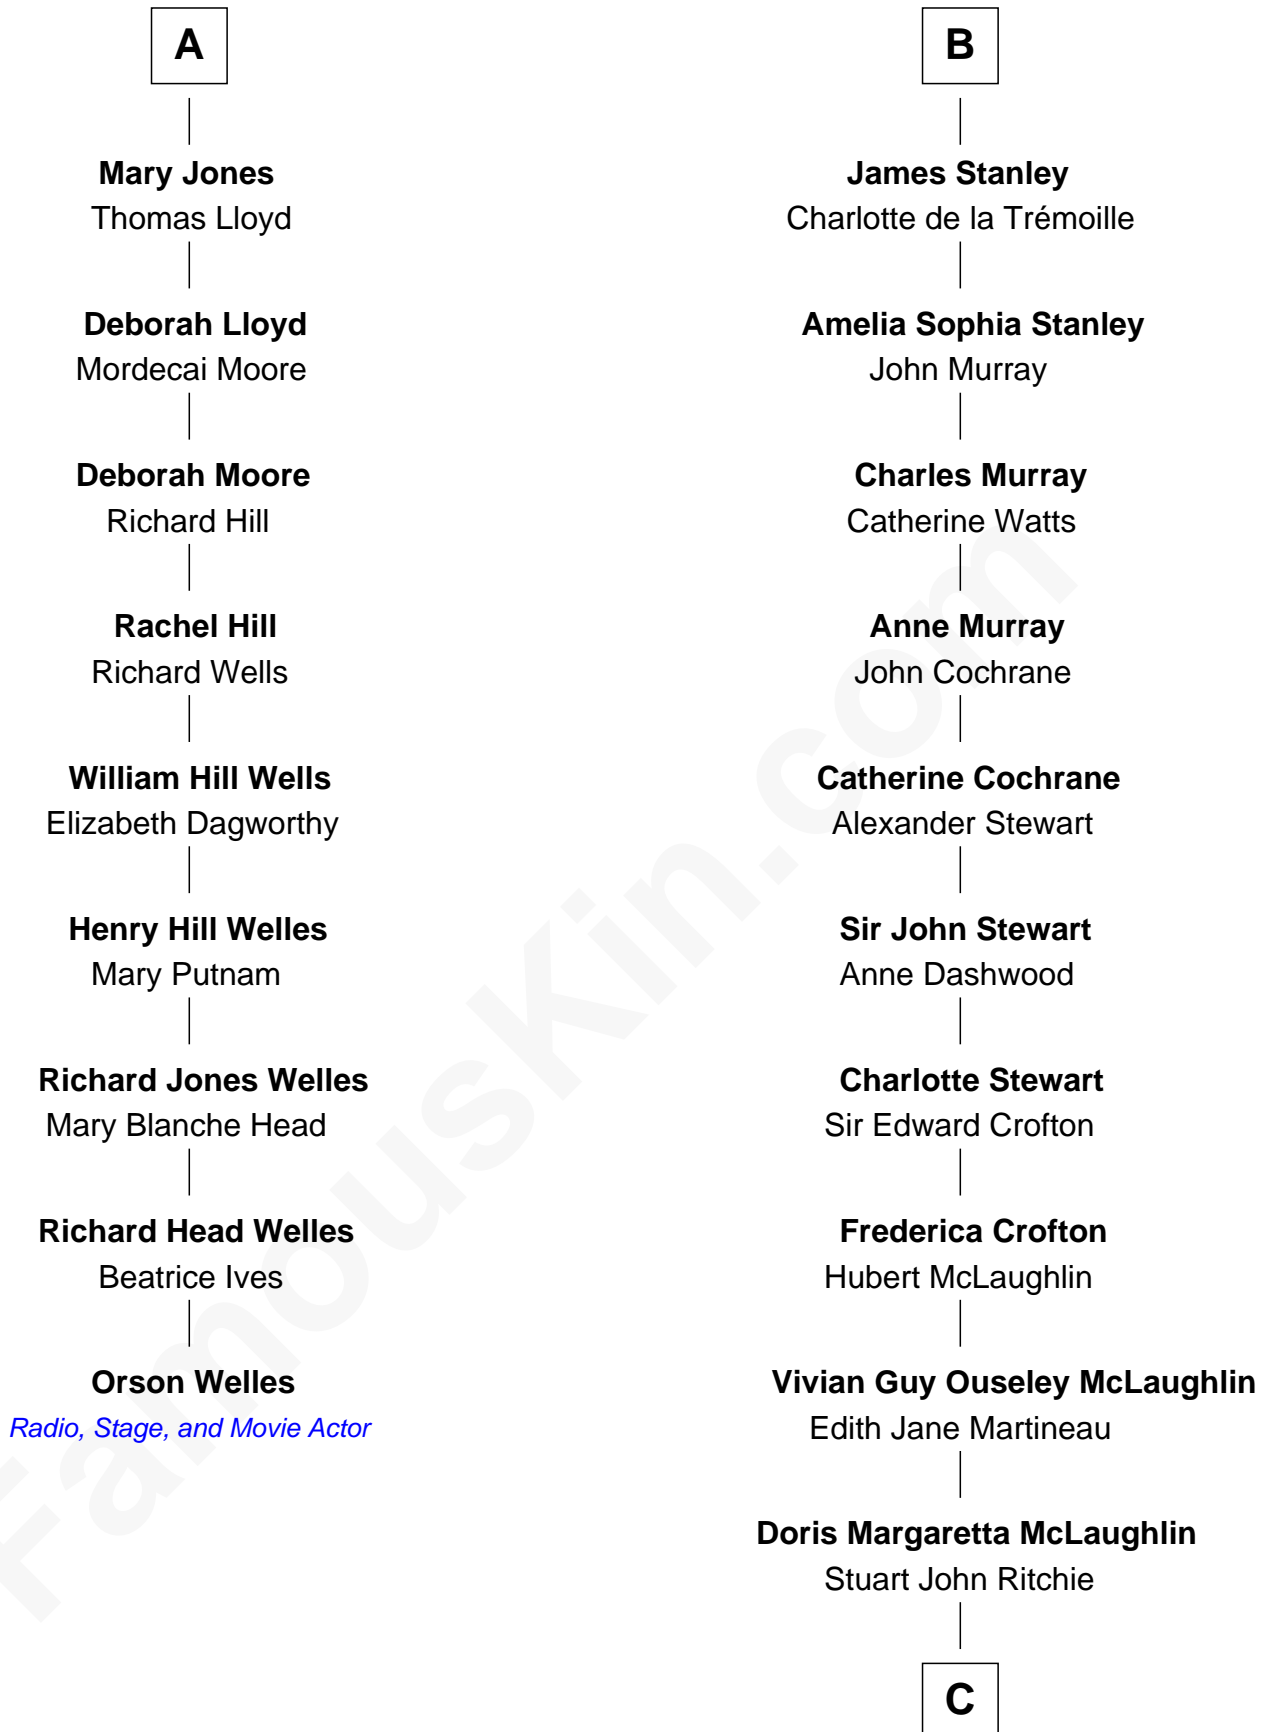 A
Mary Jones
Thomas Lloyd
Deborah Lloyd
Mordecai Moore
Deborah Moore
Richard Hill
Rachel Hill
Richard Wells
William Hill Wells
Elizabeth Dagworthy
Henry Hill Welles
Mary Putnam
Richard Jones Welles
Mary Blanche Head
Richard Head Welles
Beatrice Ives
Orson Welles
Radio, Stage, and Movie Actor
B
James Stanley
Charlotte de la Trémoille
Amelia Sophia Stanley
John Murray
Charles Murray
Catherine Watts
Anne Murray
John Cochrane
Catherine Cochrane
Alexander Stewart
Sir John Stewart
Anne Dashwood
Charlotte Stewart
Sir Edward Crofton
Frederica Crofton
Hubert McLaughlin
Vivian Guy Ouseley McLaughlin
Edith Jane Martineau
Doris Margaretta McLaughlin
Stuart John Ritchie
C
FamousKin.com